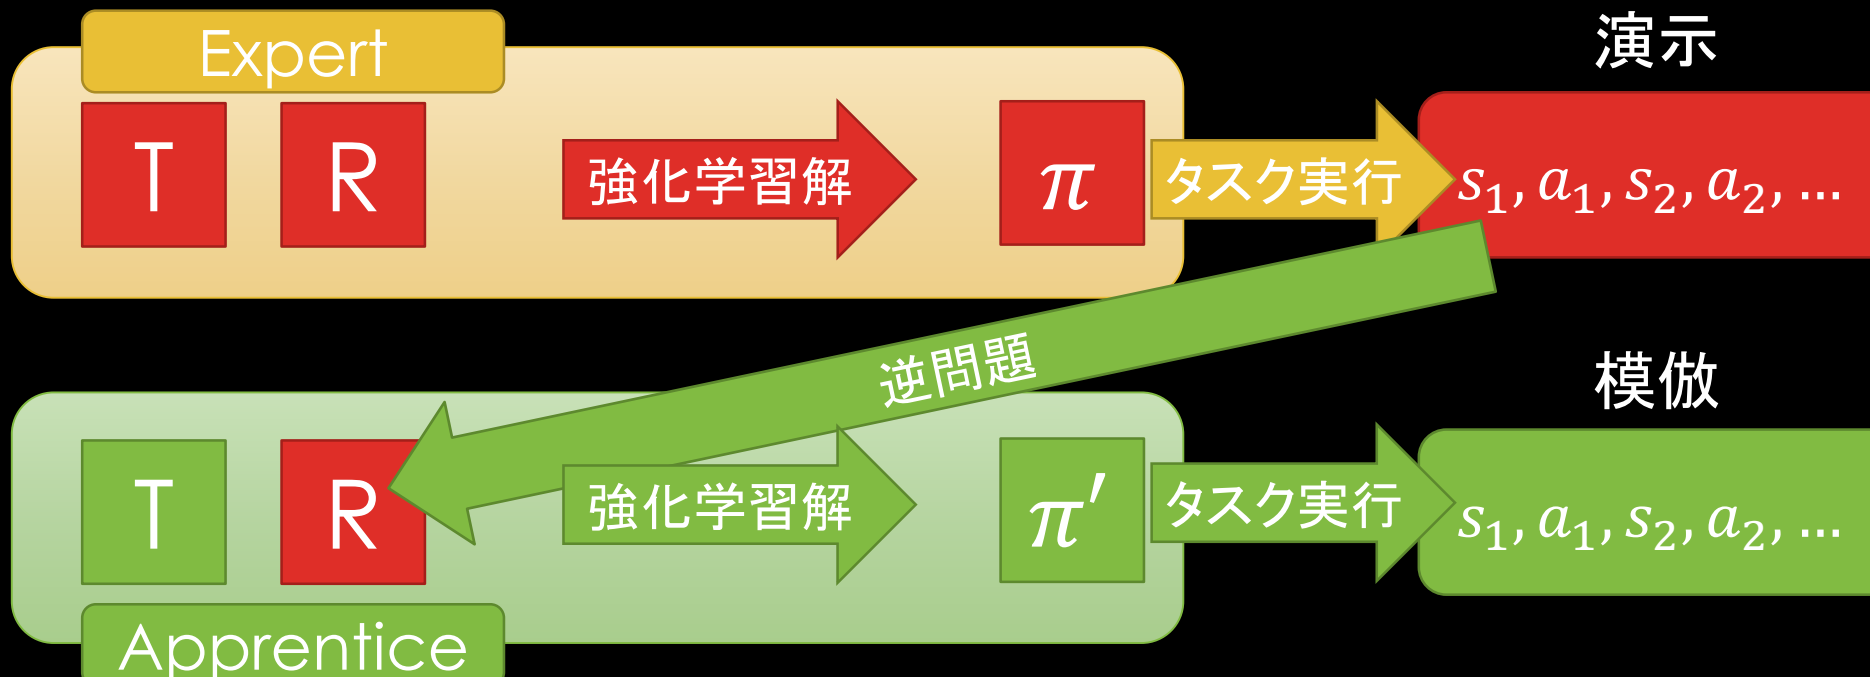 演示
Expert
T R 強化学習解 π タスク実行 s₁, a₁, s₂, a₂, ...
逆問題
模倣
T R 強化学習解 π′ タスク実行 s₁, a₁, s₂, a₂, ...
Apprentice